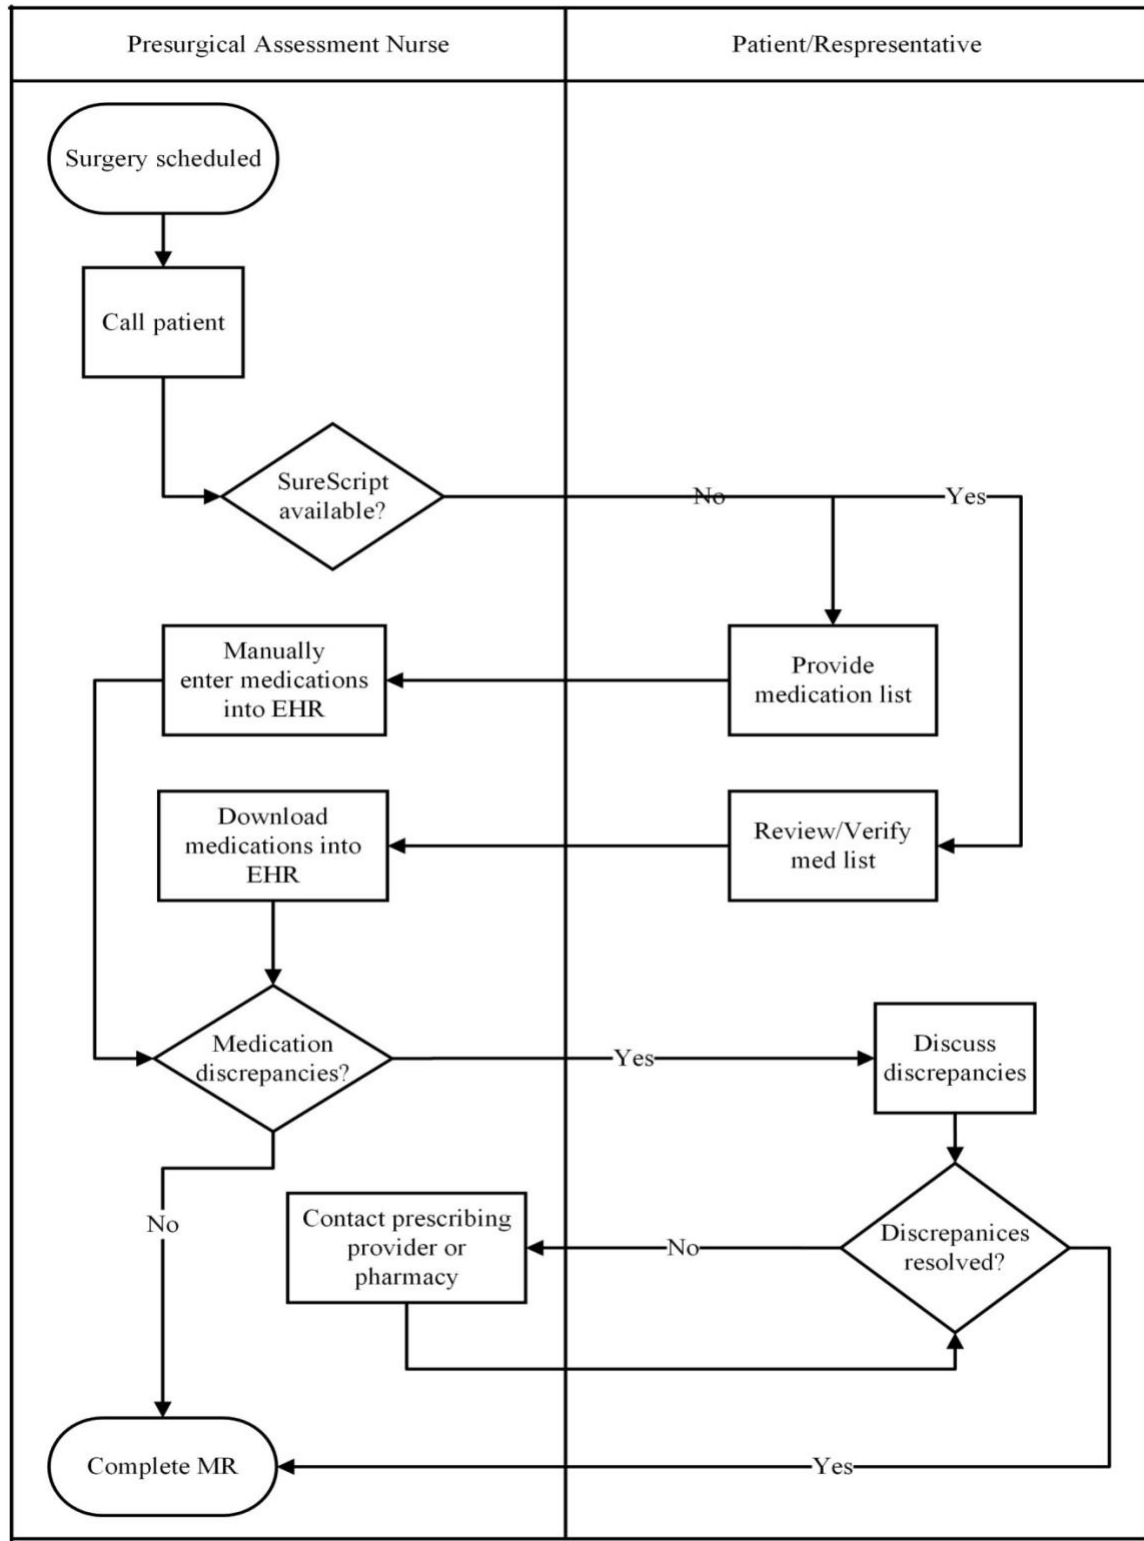 Presurgical Assessment Nurse
Patient/Respresentative
Surgery scheduled
Call patient
SureScript
available?
No
Yes
Manually
enter medications
into EHR
Provide
medication list
Download
medications into
EHR
Review/Verify
med list
Medication
discrepancies?
Yes
Discuss
discrepancies
No
Contact prescribing
provider or
pharmacy
No
Discrepanices
resolved?
Complete MR
Yes